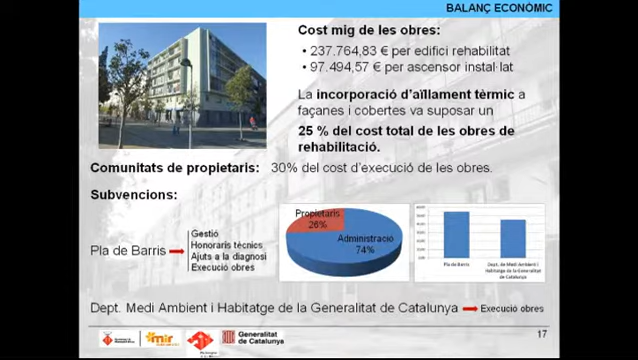 BALANÇ ECONÒMIC
Cost mig de les obres:
• 237.764,83 € per edifici rehabilitat
• 97.494,57 € per ascensor instal·lat
La incorporació d'aïllament tèrmic a
façanes i cobertes va suposar un
25 % del cost total de les obres de
rehabilitació.
Comunitats de propietaris: 30% del cost d'execució de les obres.
Subvencions:
Pla de Barris
Gestió
Honoraris tècnics
Ajuts a la diagnosi
Execució obres
Propietaris
26%
Administració
74%
Pla de Barris
Dept. de Medi Ambient i
Habitatge de la Generalitat
de Catalunya
Dept. Medi Ambient i Habitatge de la Generalitat de Catalunya
Execució obres
mir
Generalitat
de Catalunya
17